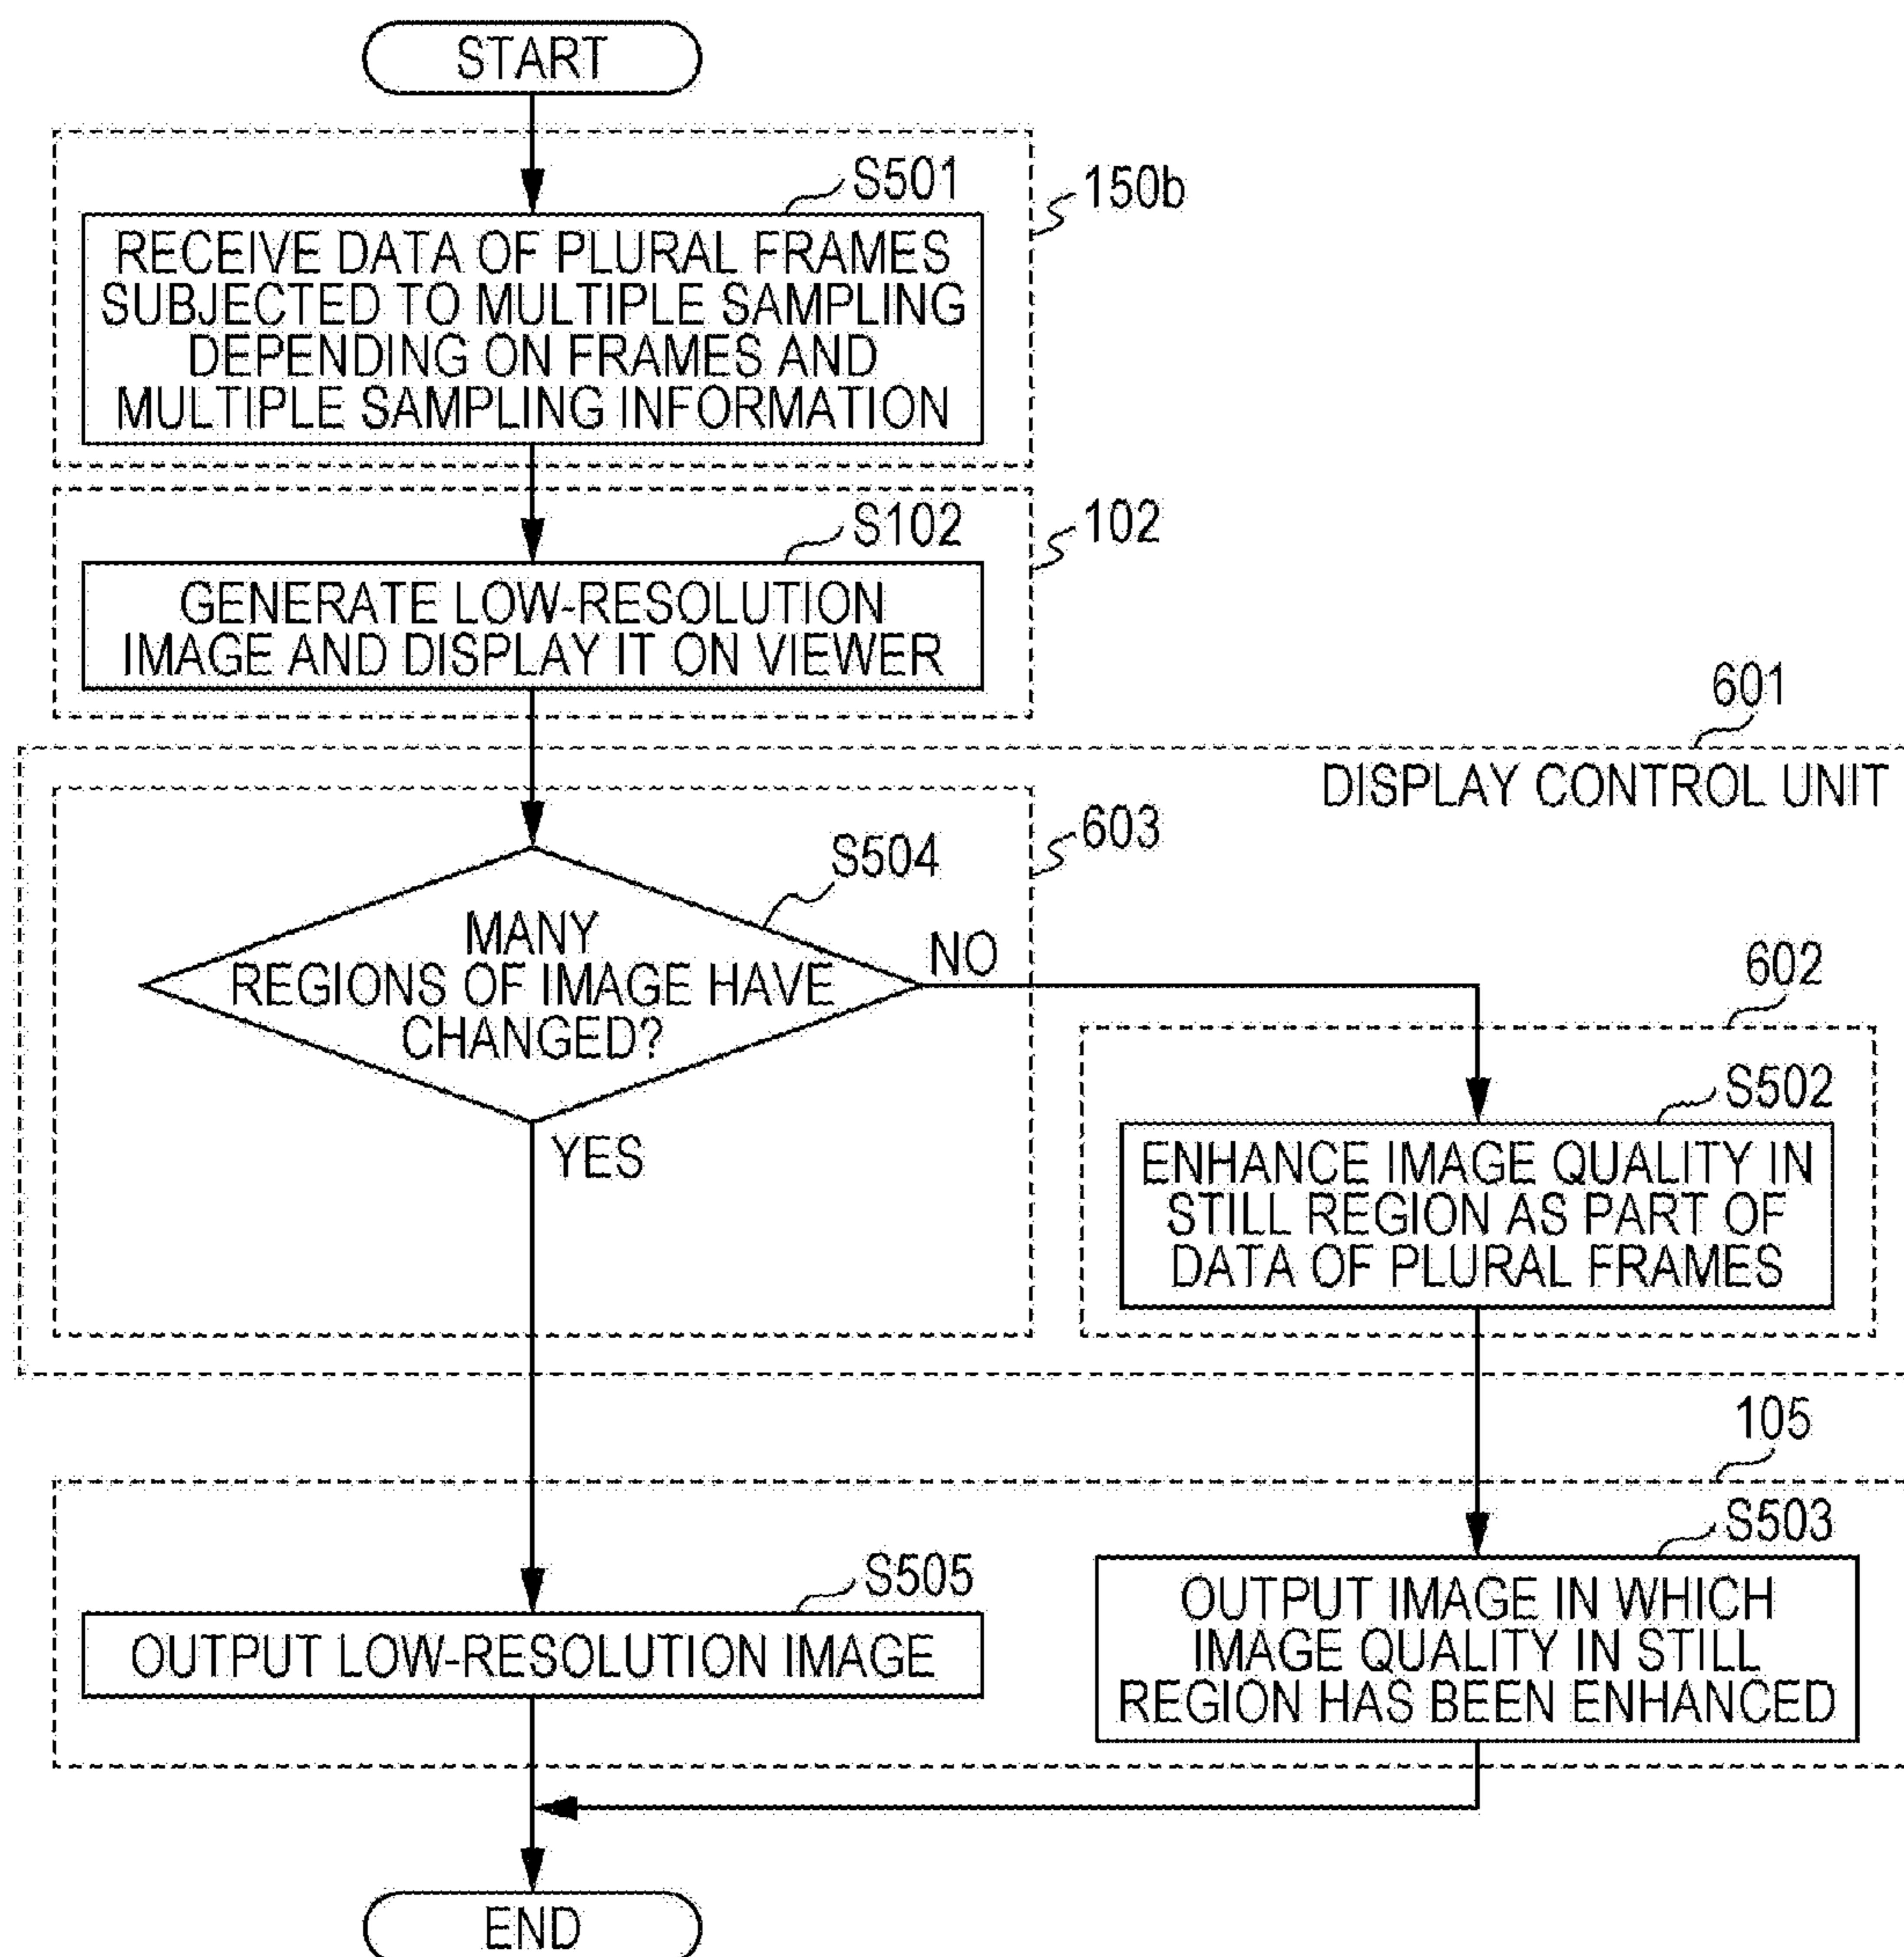 START
S501
150b
RECEIVE DATA OF PLURAL FRAMES
SUBJECTED TO MULTIPLE SAMPLING
DEPENDING ON FRAMES AND
MULTIPLE SAMPLING INFORMATION
S102
102
GENERATE LOW-RESOLUTION
IMAGE AND DISPLAY IT ON VIEWER
601
DISPLAY CONTROL UNIT
603
S504
MANY
REGIONS OF IMAGE HAVE
CHANGED?
NO
YES
602
S502
ENHANCE IMAGE QUALITY IN
STILL REGION AS PART OF
DATA OF PLURAL FRAMES
105
S505
OUTPUT LOW-RESOLUTION IMAGE
S503
OUTPUT IMAGE IN WHICH
IMAGE QUALITY IN STILL
REGION HAS BEEN ENHANCED
END